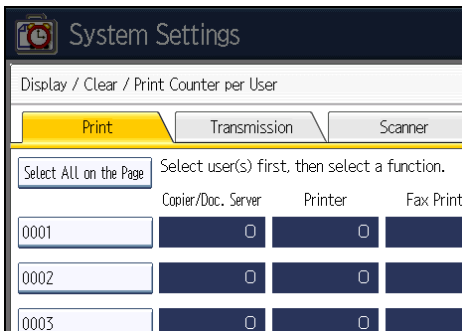 System Settings
Display / Clear / Print Counter per User
Print Transmission Scanner
Select All on the Page Select user(s) first, then select a function.
Copier/Doc. Server Printer Fax Print
0001 0 0
0002 0 0
0003 0 0